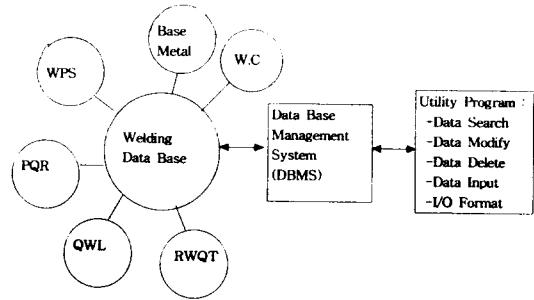 Base
Metal
W.C
WPS
Welding
Data Base
PQR
QWL
RWQT
Data Base
Management
System
(DBMS)
Utility Program :
-Data Search
-Data Modify
-Data Delete
-Data Input
-I/O Format